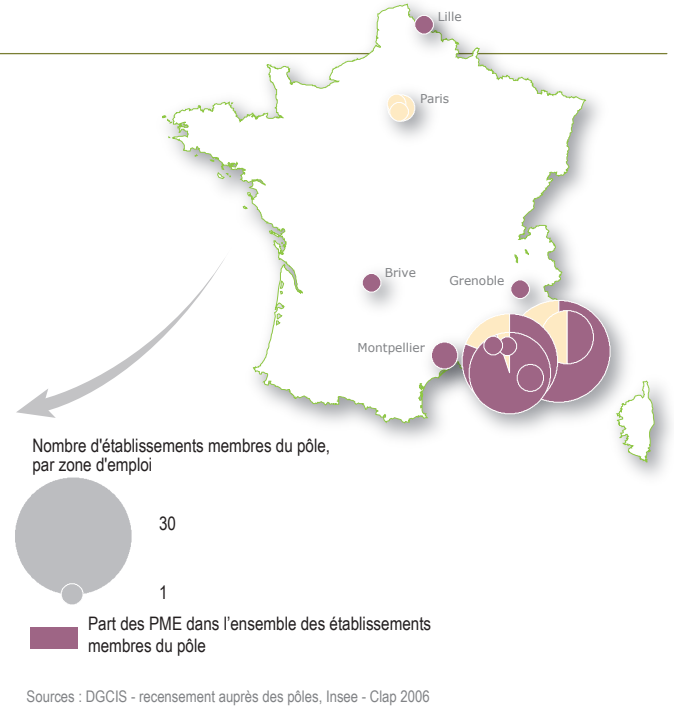 Lille
Paris
Brive
Grenoble
Montpellier
Nombre d'établissements membres du pôle,
par zone d'emploi
30
1
Part des PME dans l’ensemble des établissements
membres du pôle
Sources : DGCIS - recensement auprès des pôles, Insee - Clap 2006